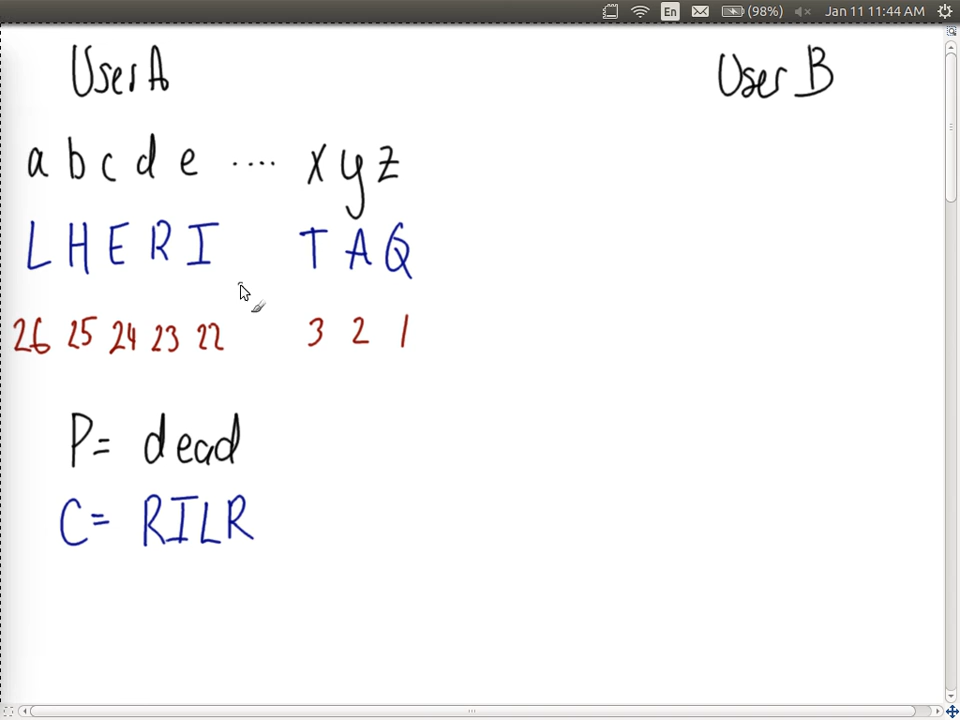 En (98%) Jan 11 11:44 AM
User A User B
a b c d e .... x y z
L H E R I T A Q
26 25 24 23 22 3 2 1
P= dead
C= RILR